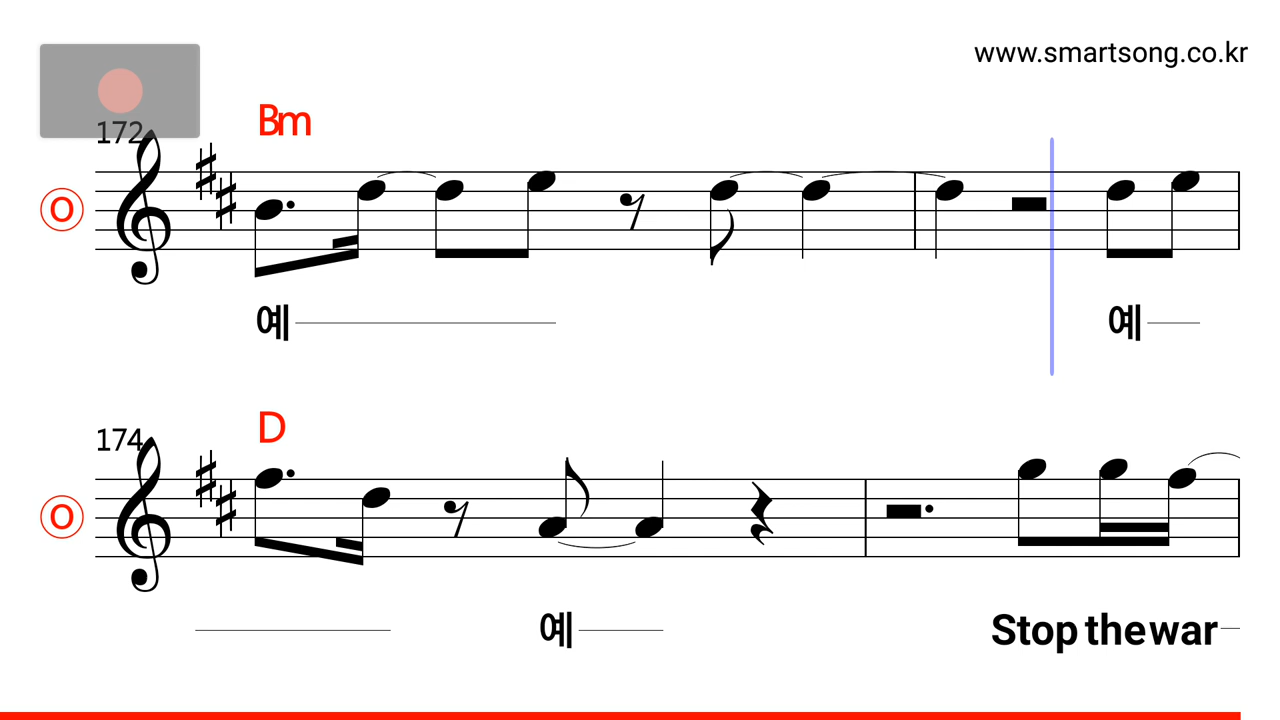 www.smartsong.co.kr
172
Bm
O
예 예
174
D
O
예 Stop the war